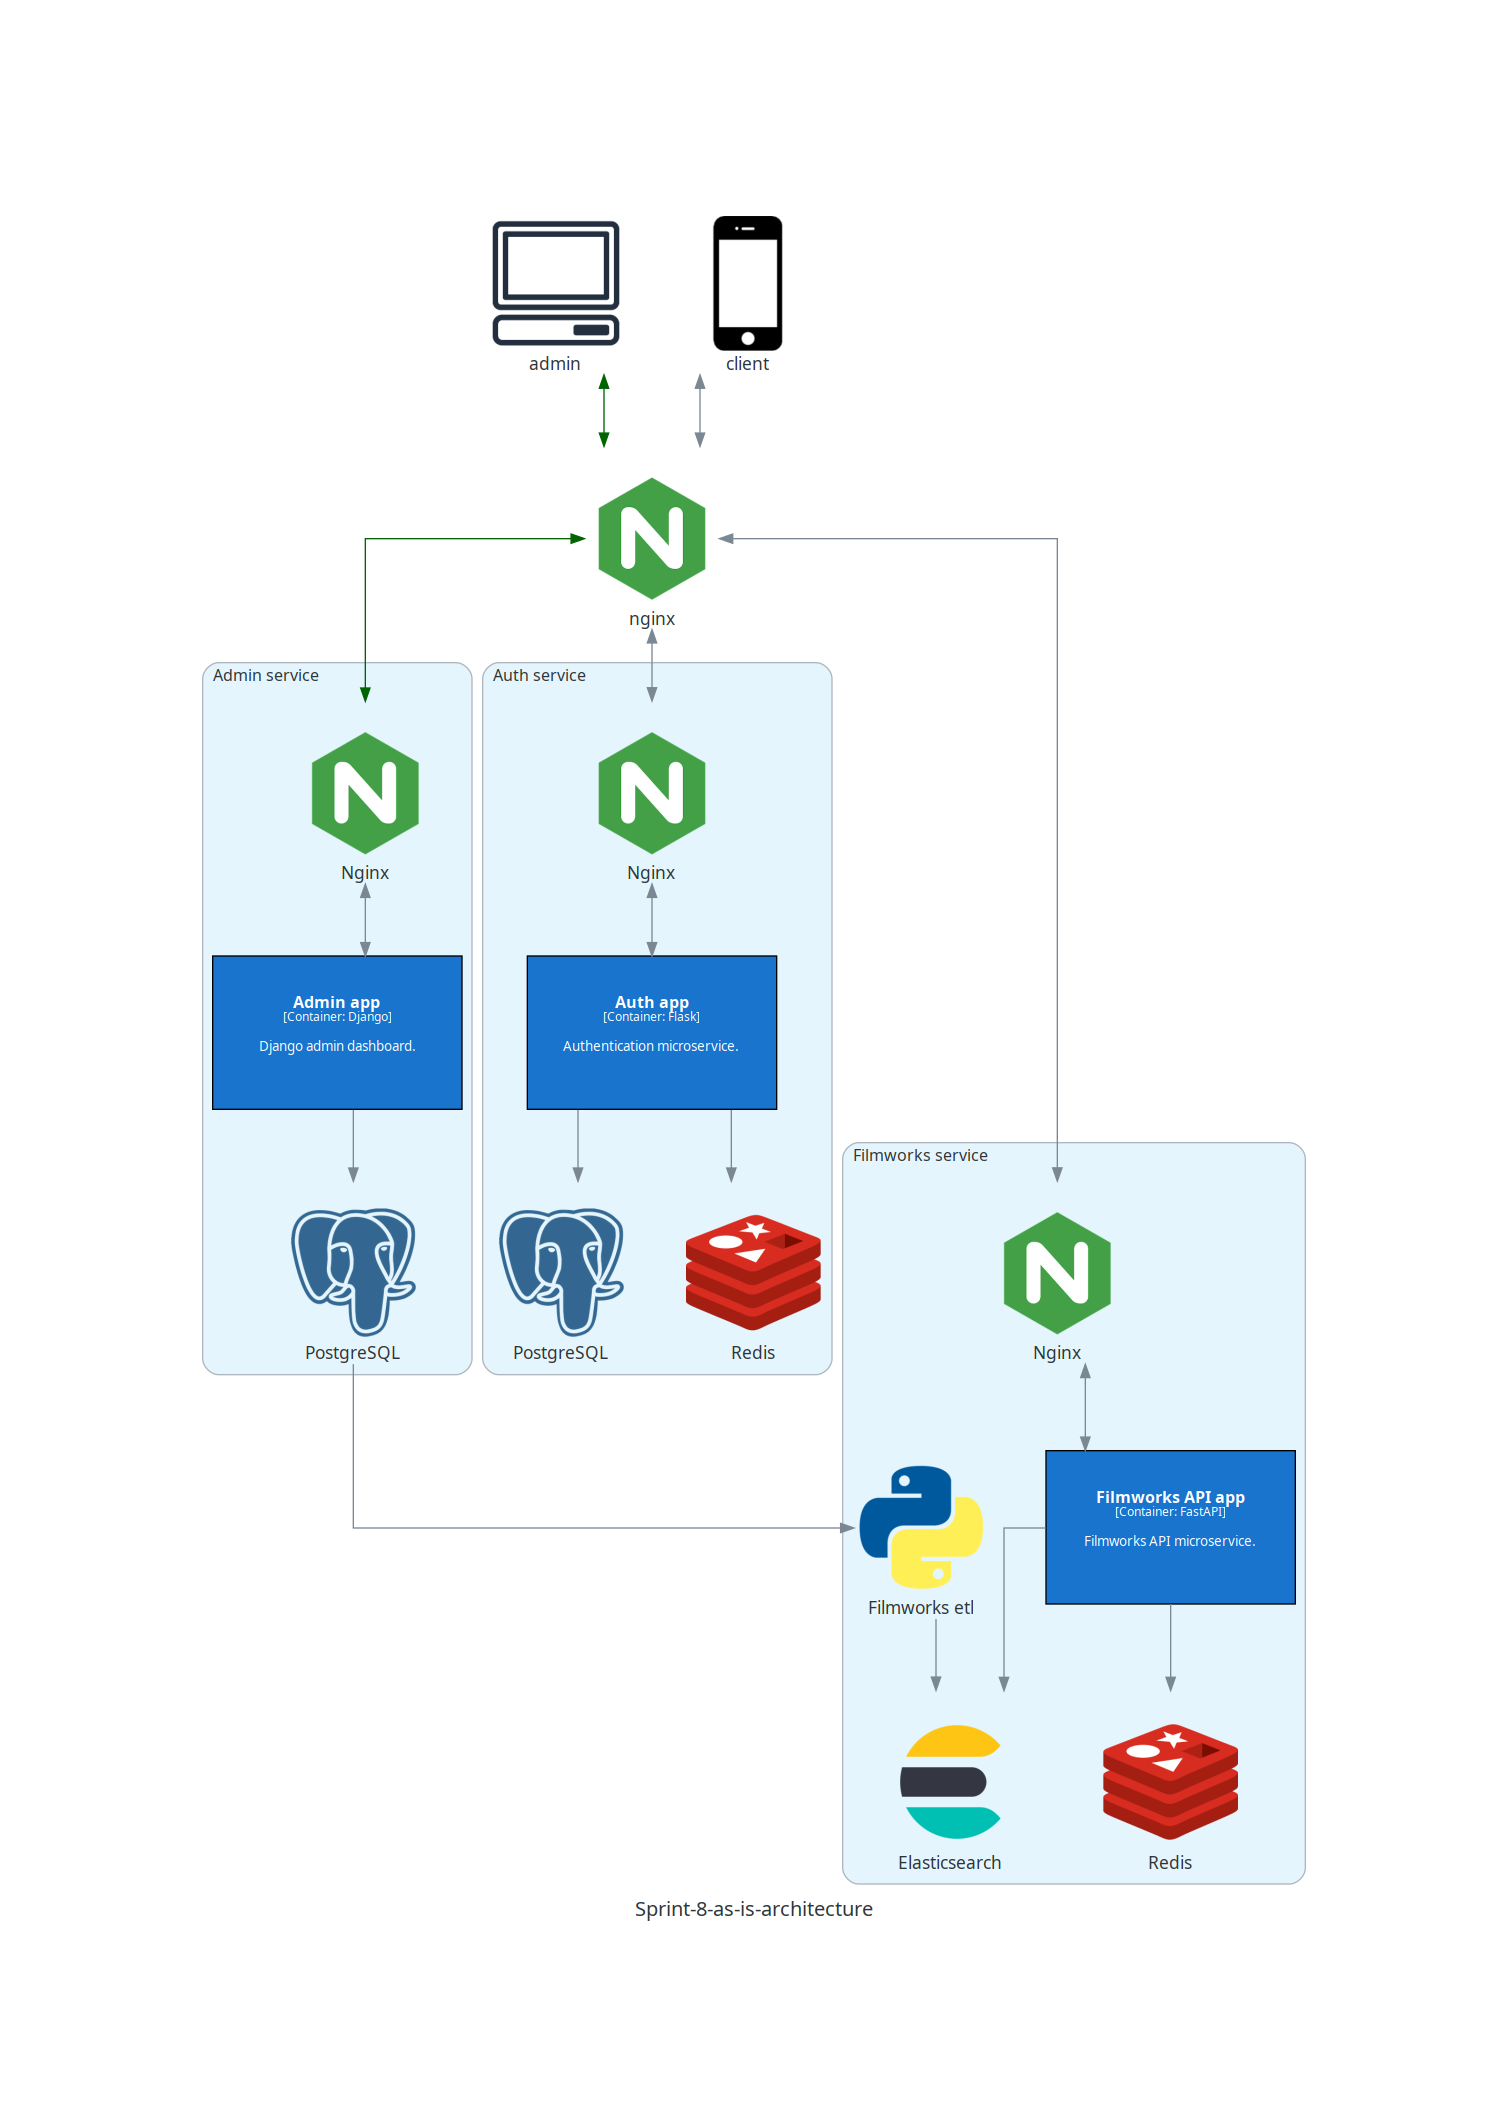 admin
client
nginx
Admin service
Auth service
Nginx
Nginx
Admin app
[Container: Django]
Django admin dashboard.
Auth app
[Container: Flask]
Authentication microservice.
Filmworks service
PostgreSQL
PostgreSQL
Redis
Nginx
Filmworks API app
[Container: FastAPI]
Filmworks API microservice.
Filmworks etl
Elasticsearch
Redis
Sprint-8-as-is-architecture